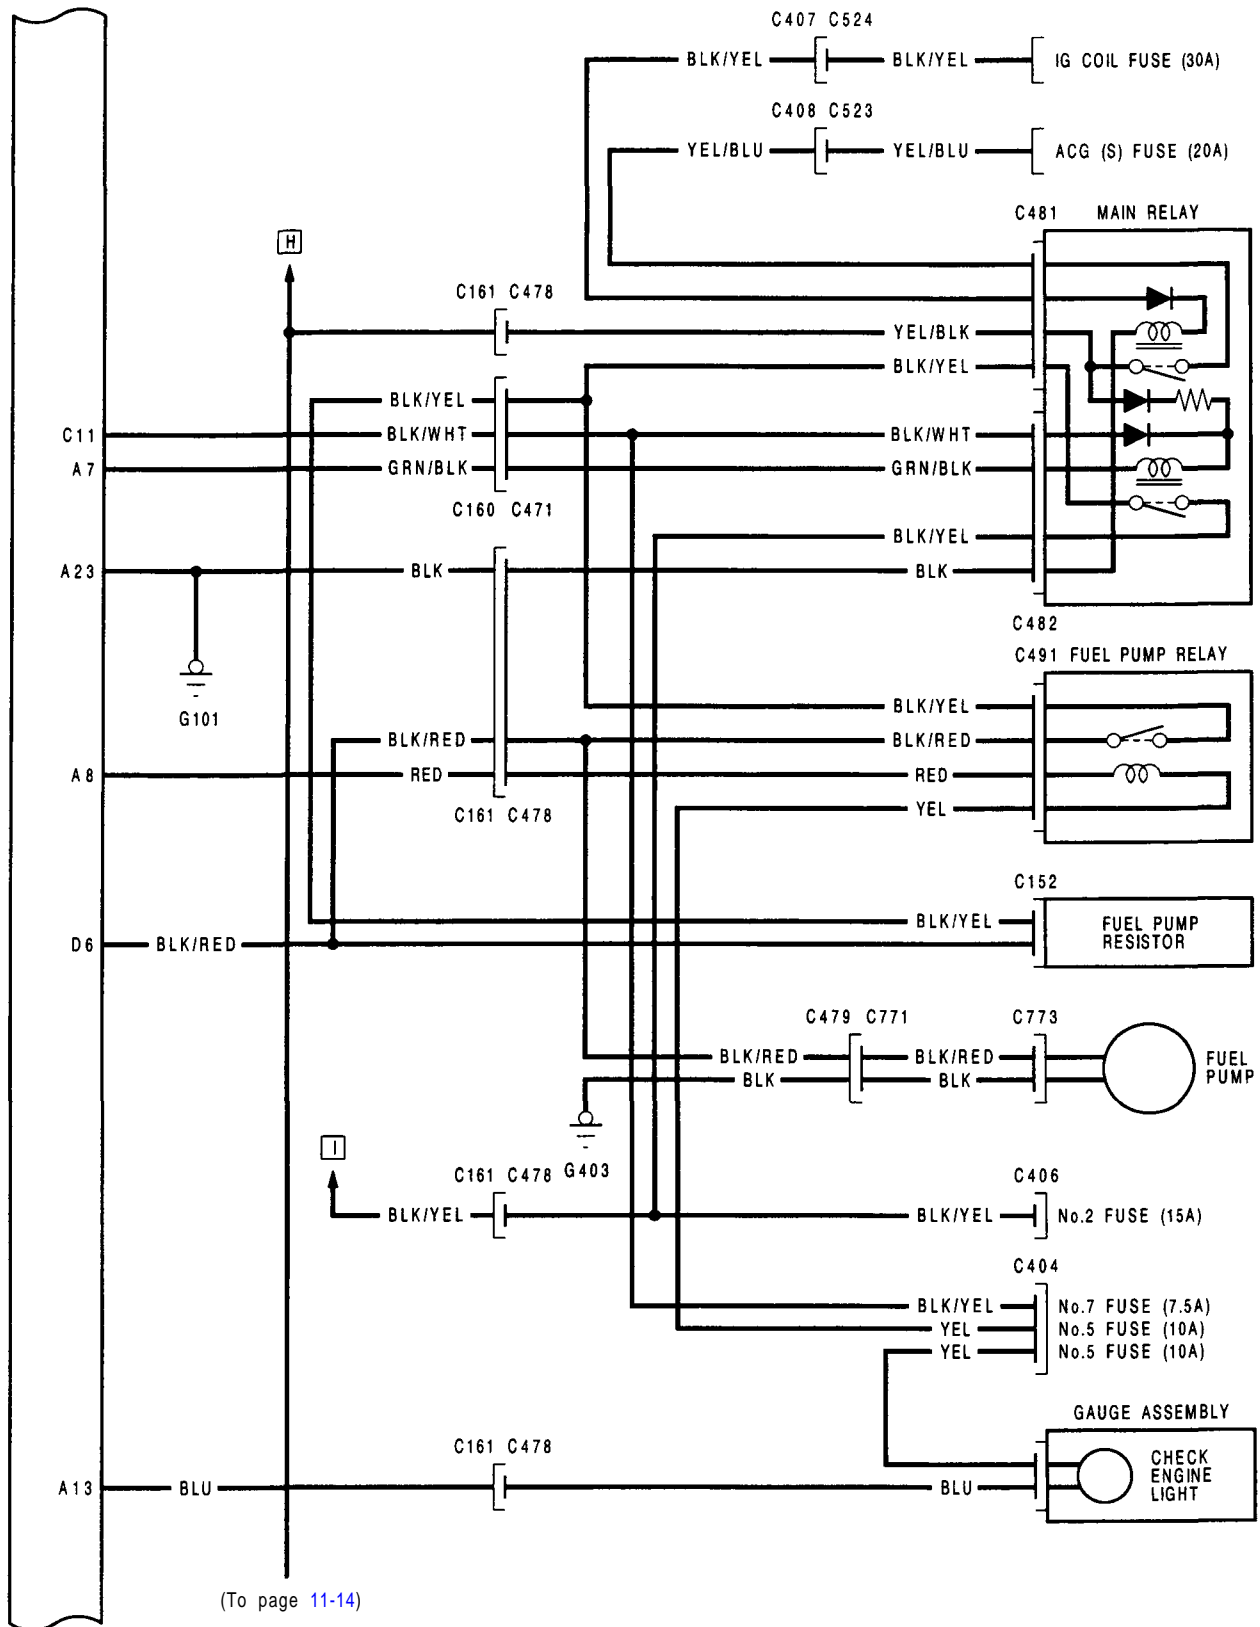 C407 C524
BLK/YEL BLK/YEL IG COIL FUSE (30A)
C408 C523
YEL/BLU YEL/BLU ACG (S) FUSE (20A)
C481 MAIN RELAY
H
C161 C478
YEL/BLK
BLK/YEL
BLK/YEL
C11 BLK/WHT BLK/WHT
A7 GRN/BLK GRN/BLK
C160 C471
BLK/YEL
A23 BLK BLK
C482
C491 FUEL PUMP RELAY
BLK/YEL
G101
BLK/RED BLK/RED
A8 RED RED
YEL
C161 C478
C152
BLK/YEL FUEL PUMP
RESISTOR
D6 BLK/RED
C479 C771 C773
BLK/RED BLK/RED FUEL
BLK BLK PUMP
I
G403
C161 C478 C406
BLK/YEL BLK/YEL No.2 FUSE (15A)
C404
BLK/YEL No.7 FUSE (7.5A)
YEL No.5 FUSE (10A)
YEL No.5 FUSE (10A)
GAUGE ASSEMBLY
C161 C478
CHECK
ENGINE
LIGHT
A13 BLU BLU
(To page 11-14)